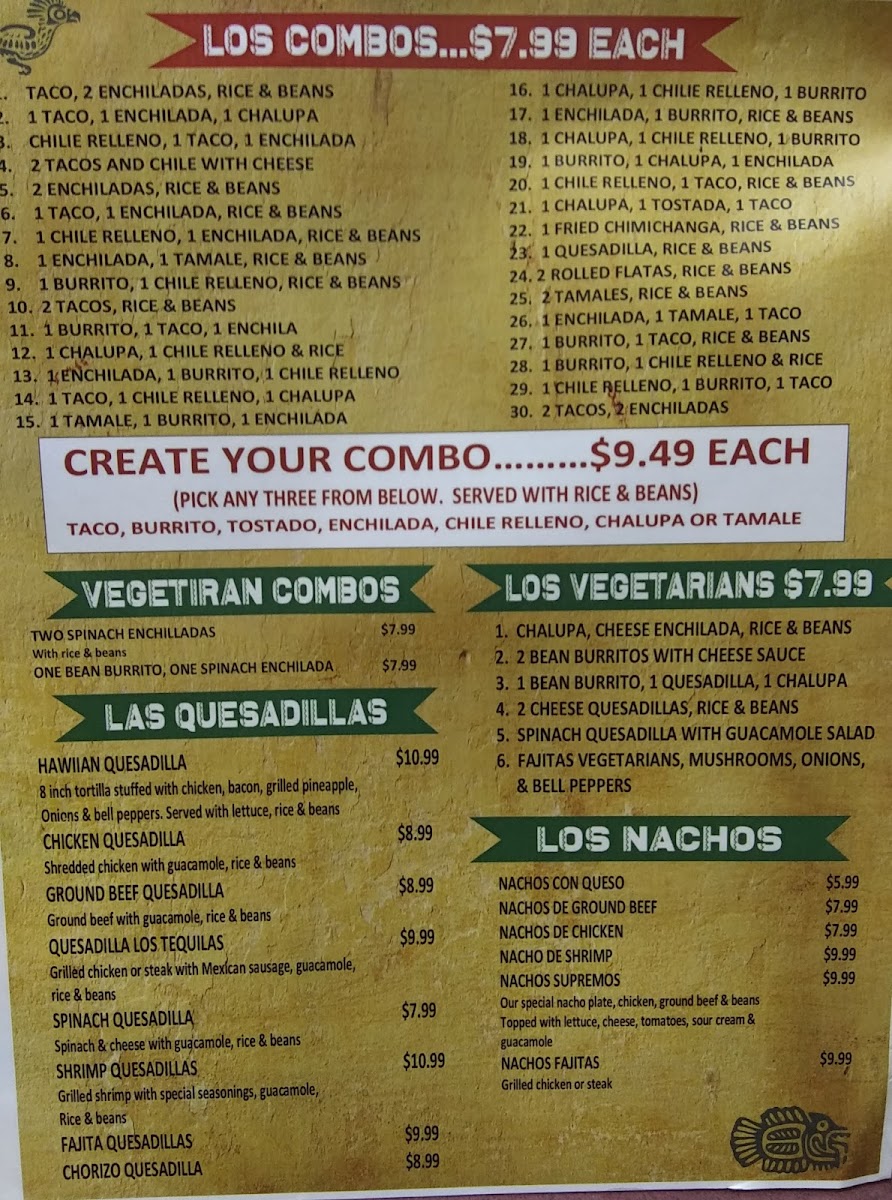 LOS COMBOS...$7.99 EACH
. TACO, 2 ENCHILADAS, RICE & BEANS
2. 1 TACO, 1 ENCHILADA, 1 CHALUPA
3. CHILIE RELLENO, 1 TACO, 1 ENCHILADA
4. 2 TACOS AND CHILE WITH CHEESE
5. 2 ENCHILADAS, RICE & BEANS
6. 1 TACO, 1 ENCHILADA, RICE & BEANS
7. 1 CHILE RELLENO, 1 ENCHILADA, RICE & BEANS
8. 1 ENCHILADA, 1 TAMALE, RICE & BEANS
9. 1 BURRITO, 1 CHILE RELLENO, RICE & BEANS
10. 2 TACOS, RICE & BEANS
11. 1 BURRITO, 1 TACO, 1 ENCHILA
12. 1 CHALUPA, 1 CHILE RELLENO & RICE
13. 1 ENCHILADA, 1 BURRITO, 1 CHILE RELLENO
14. 1 TACO, 1 CHILE RELLENO, 1 CHALUPA
15. 1 TAMALE, 1 BURRITO, 1 ENCHILADA
16. 1 CHALUPA, 1 CHILIE RELLENO, 1 BURRITO
17. 1 ENCHILADA, 1 BURRITO, RICE & BEANS
18. 1 CHALUPA, 1 CHILE RELLENO, 1 BURRITO
19. 1 BURRITO, 1 CHALUPA, 1 ENCHILADA
20. 1 CHILE RELLENO, 1 TACO, RICE & BEANS
21. 1 CHALUPA, 1 TOSTADA, 1 TACO
22. 1 FRIED CHIMICHANGA, RICE & BEANS
23. 1 QUESADILLA, RICE & BEANS
24. 2 ROLLED FLATAS, RICE & BEANS
25. 2 TAMALES, RICE & BEANS
26. 1 ENCHILADA, 1 TAMALE, 1 TACO
27. 1 BURRITO, 1 TACO, RICE & BEANS
28. 1 BURRITO, 1 CHILE RELLENO & RICE
29. 1 CHILE RELLENO, 1 BURRITO, 1 TACO
30. 2 TACOS, 2 ENCHILADAS
CREATE YOUR COMBO.........$9.49 EACH
(PICK ANY THREE FROM BELOW. SERVED WITH RICE & BEANS)
TACO, BURRITO, TOSTADO, ENCHILADA, CHILE RELLENO, CHALUPA OR TAMALE
VEGETIRAN COMBOS
TWO SPINACH ENCHILLADAS $7.99
With rice & beans
ONE BEAN BURRITO, ONE SPINACH ENCHILADA $7.99
LAS QUESADILLAS
HAWIIAN QUESADILLA $10.99
8 inch tortilla stuffed with chicken, bacon, grilled pineapple,
Onions & bell peppers. Served with lettuce, rice & beans
CHICKEN QUESADILLA $8.99
Shredded chicken with guacamole, rice & beans
GROUND BEEF QUESADILLA $8.99
Ground beef with guacamole, rice & beans
QUESADILLA LOS TEQUILAS $9.99
Grilled chicken or steak with Mexican sausage, guacamole,
rice & beans
SPINACH QUESADILLA $7.99
Spinach & cheese with guacamole, rice & beans
SHRIMP QUESADILLAS $10.99
Grilled shrimp with special seasonings, guacamole,
Rice & beans
FAJITA QUESADILLAS $9.99
CHORIZO QUESADILLA $8.99
LOS VEGETARIANS $7.99
1. CHALUPA, CHEESE ENCHILADA, RICE & BEANS
2. 2 BEAN BURRITOS WITH CHEESE SAUCE
3. 1 BEAN BURRITO, 1 QUESADILLA, 1 CHALUPA
4. 2 CHEESE QUESADILLAS, RICE & BEANS
5. SPINACH QUESADILLA WITH GUACAMOLE SALAD
6. FAJITAS VEGETARIANS, MUSHROOMS, ONIONS,
& BELL PEPPERS
LOS NACHOS
NACHOS CON QUESO $5.99
NACHOS DE GROUND BEEF $7.99
NACHOS DE CHICKEN $7.99
NACHO DE SHRIMP $9.99
NACHOS SUPREMOS $9.99
Our special nacho plate, chicken, ground beef & beans
Topped with lettuce, cheese, tomatoes, sour cream &
guacamole
NACHOS FAJITAS $9.99
Grilled chicken or steak